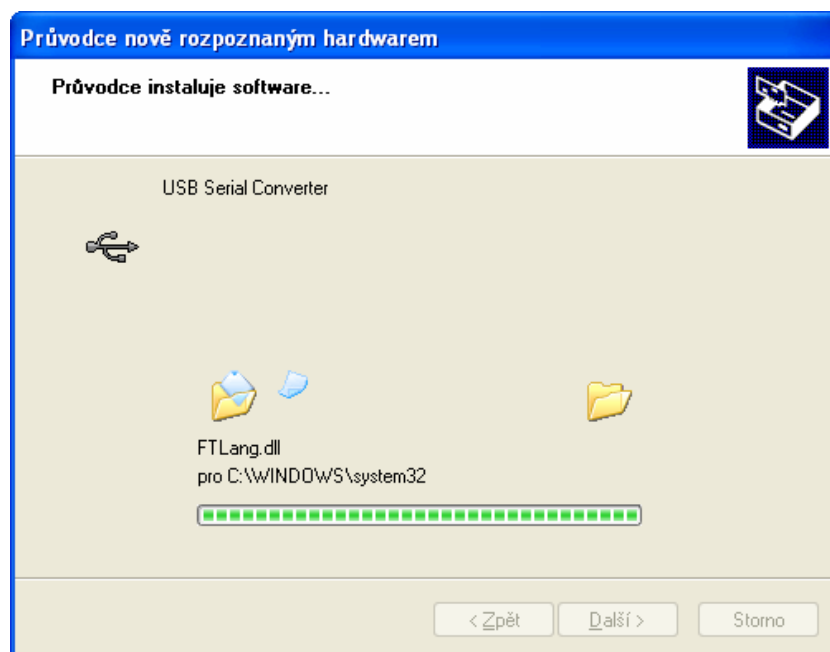 Průvodce nově rozpoznaným hardwarem
Průvodce instaluje software...
USB Serial Converter
FTLang.dll
pro C:\WINDOWS\system32
< Zpět
Další >
Storno